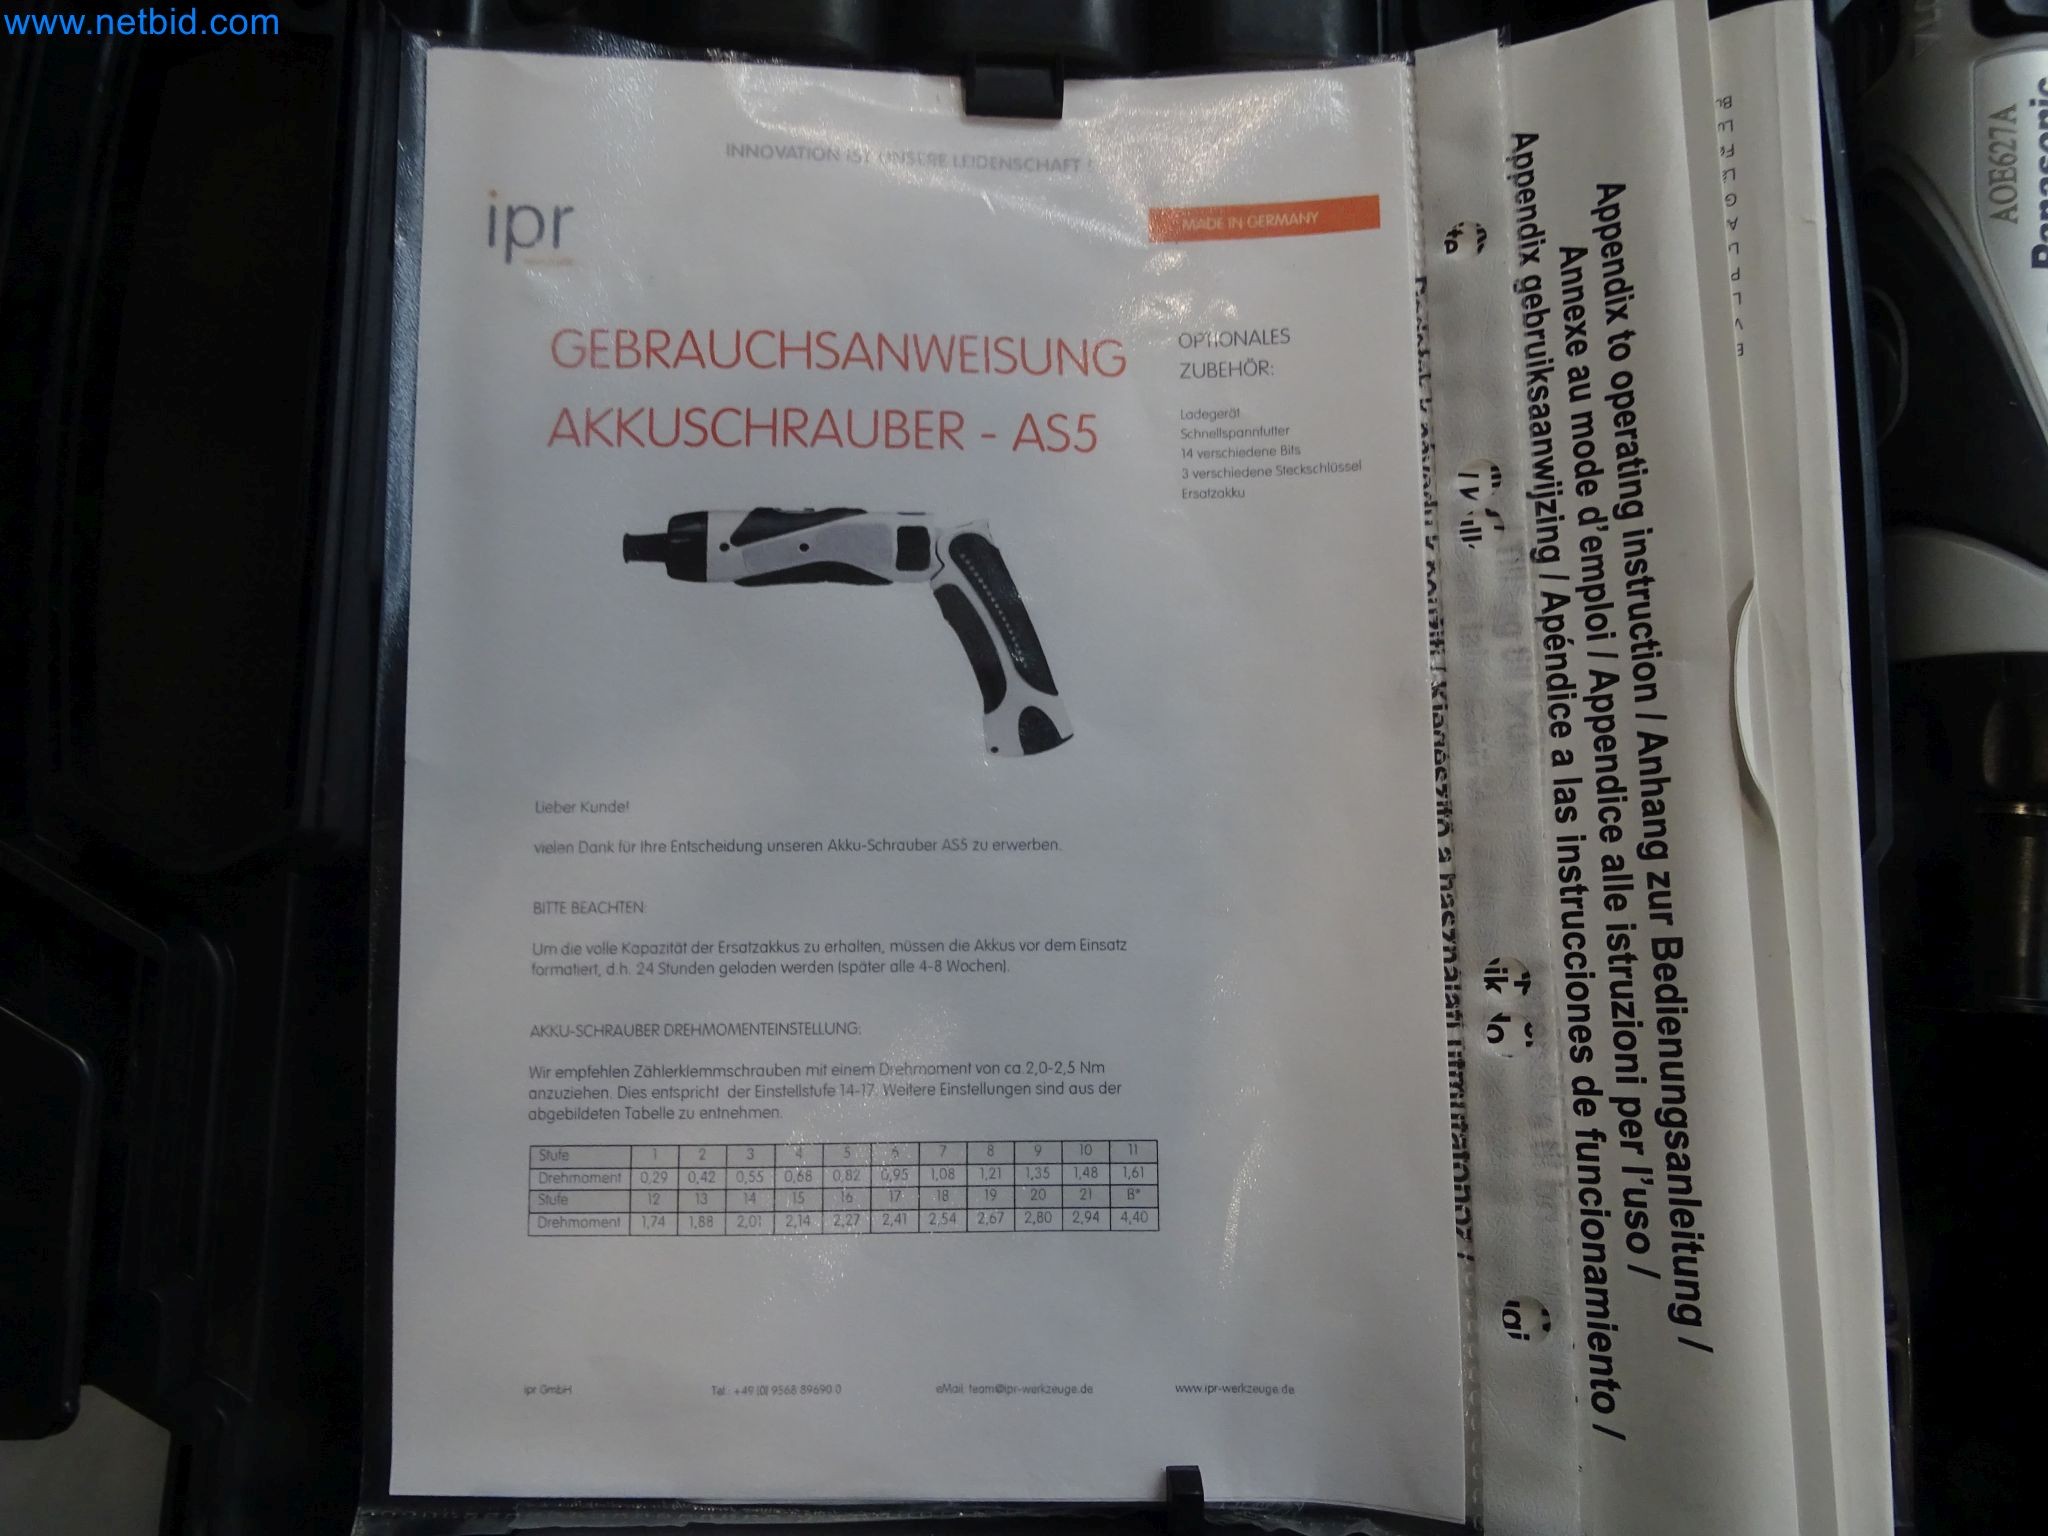 www.netbid.com
INNOVATION IST UNSERE LEIDENSCHAFT !
ipr
MADE IN GERMANY
GEBRAUCHSANWEISUNG
AKKUSCHRAUBER - AS5
OPTIONALES
ZUBEHÖR:
Ladegerät
Schnellspannfutter
14 verschiedene Bits
3 verschiedene Steckschlüssel
Ersatzakku
Lieber Kunde!
vielen Dank für Ihre Entscheidung unseren Akku-Schrauber AS5 zu erwerben.
BITTE BEACHTEN:
Um die volle Kapazität der Ersatzakkus zu erhalten, müssen die Akkus vor dem Einsatz
formatiert, d.h. 24 Stunden geladen werden (später alle 4-8 Wochen).
AKKU-SCHRAUBER DREHMOMENTEINSTELLUNG:
Wir empfehlen Zählerklemmschrauben mit einem Drehmoment von ca.2,0-2,5 Nm
anzuziehen. Dies entspricht der Einstellstufe 14-17. Weitere Einstellungen sind aus der
abgebildeten Tabelle zu entnehmen.
Stufe 1 2 3 4 5 6 7 8 9 10 11
Drehmoment 0,29 0,42 0,55 0,68 0,82 0,95 1,08 1,21 1,35 1,48 1,61
Stufe 12 13 14 15 16 17 18 19 20 21 B*
Drehmoment 1,74 1,88 2,01 2,14 2,27 2,41 2,54 2,67 2,80 2,94 4,40
ipr GmbH Tel.: +49 (0) 9568 89690 0 eMail: team@ipr-werkzeuge.de www.ipr-werkzeuge.de
Appendix to operating instruction / Anhang zur Bedienungsanleitung /
Annexe au mode d'emploi / Appendice alle istruzioni per l'uso /
Appendix gebruiksaanwijzing / Apéndice a las instrucciones de funcionamiento /
Panasonic